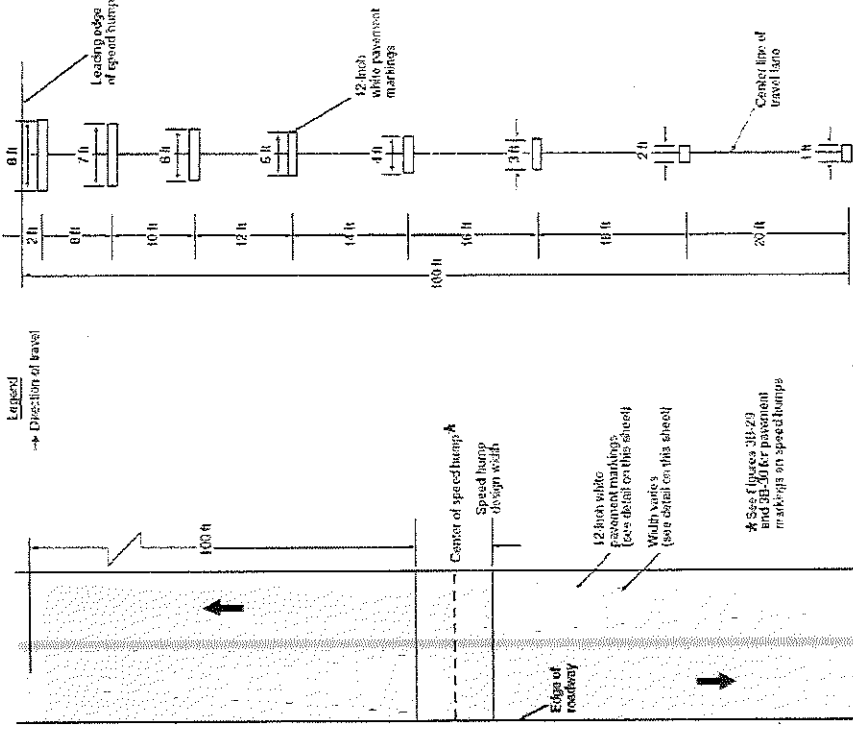 Legend
→ Direction of travel
100 ft
Center of speed hump★
Speed hump
design width
12-inch white
pavement markings
(see detail on this sheet)
Width varies
(see detail on this sheet)
★ See Figures 3B-29
and 3B-30 for pavement
markings on speed humps
Edge of
roadway
Leading edge
of speed hump
12-inch
white pavement
markings
Center line of
travel lane
8 ft
7 ft
6 ft
5 ft
4 ft
3 ft
2 ft
1 ft
2 ft
8 ft
10 ft
12 ft
14 ft
16 ft
18 ft
20 ft
100 ft